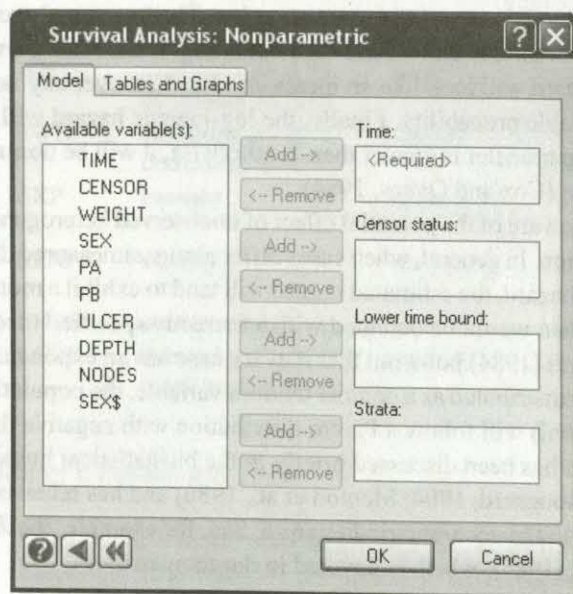 Survival Analysis: Nonparametric
Model
Tables and Graphs
Available variable(s):
TIME
CENSOR
WEIGHT
SEX
PA
PB
ULCER
DEPTH
NODES
SEX$
Add -->
<-- Remove
Add -->
<-- Remove
Add -->
<-- Remove
Add -->
<-- Remove
Time:
<Required>
Censor status:
Lower time bound:
Strata:
OK
Cancel